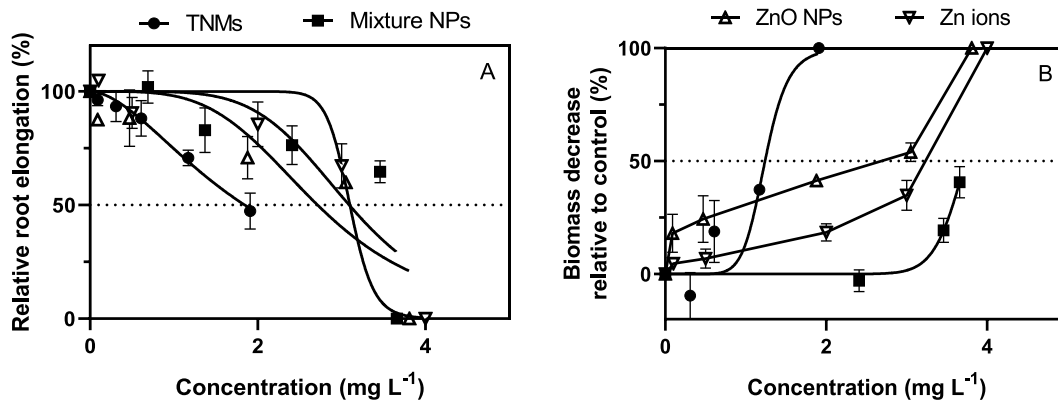 TNMs
Mixture NPs
ZnO NPs
Zn ions
A
Relative root elongation (%)
100
50
0
0
2
4
Concentration (mg L⁻¹)
B
Biomass decrease
relative to control (%)
100
50
0
0
2
4
Concentration (mg L⁻¹)